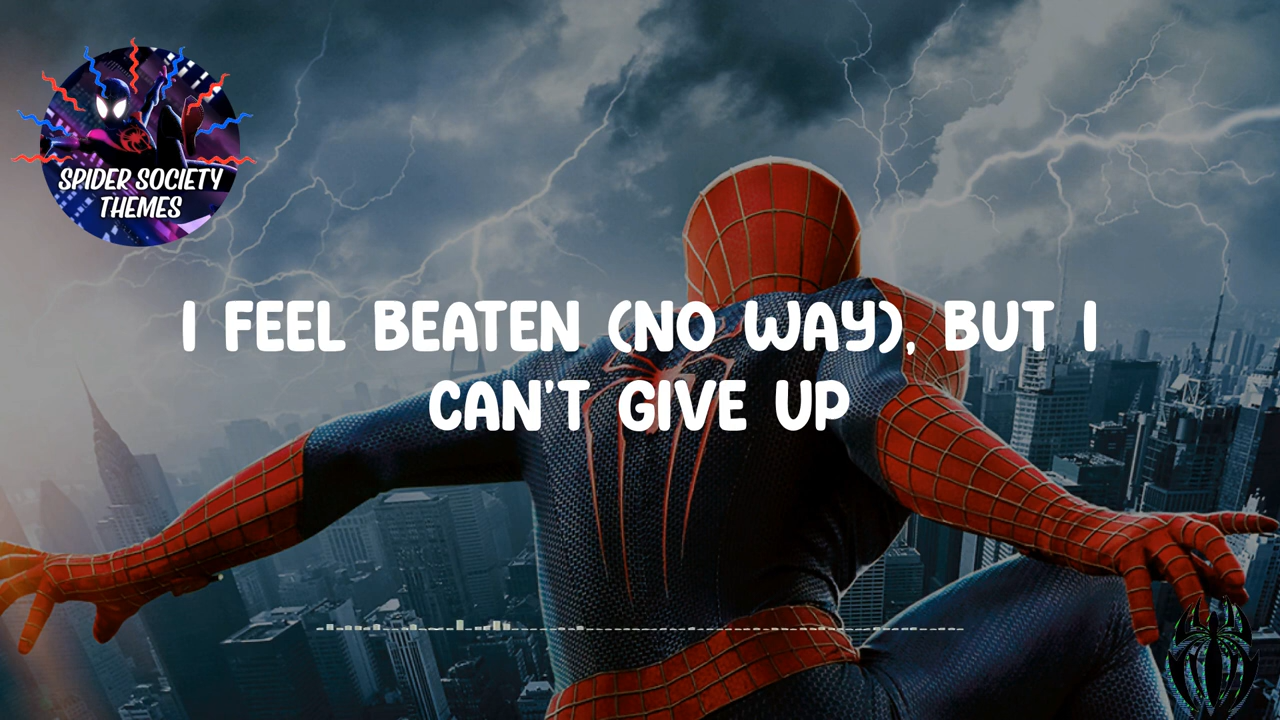 SPIDER SOCIETY
THEMES
I FEEL BEATEN (NO WAY), BUT I
CAN'T GIVE UP